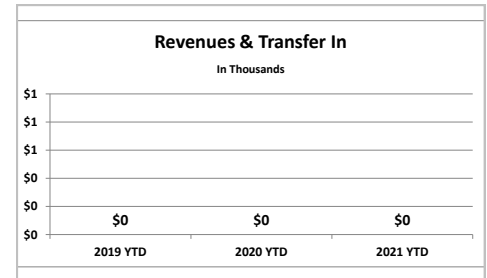 Revenues & Transfer In
In Thousands
$1
$1
$1
$0
$0
$0
$0 $0 $0
2019 YTD 2020 YTD 2021 YTD